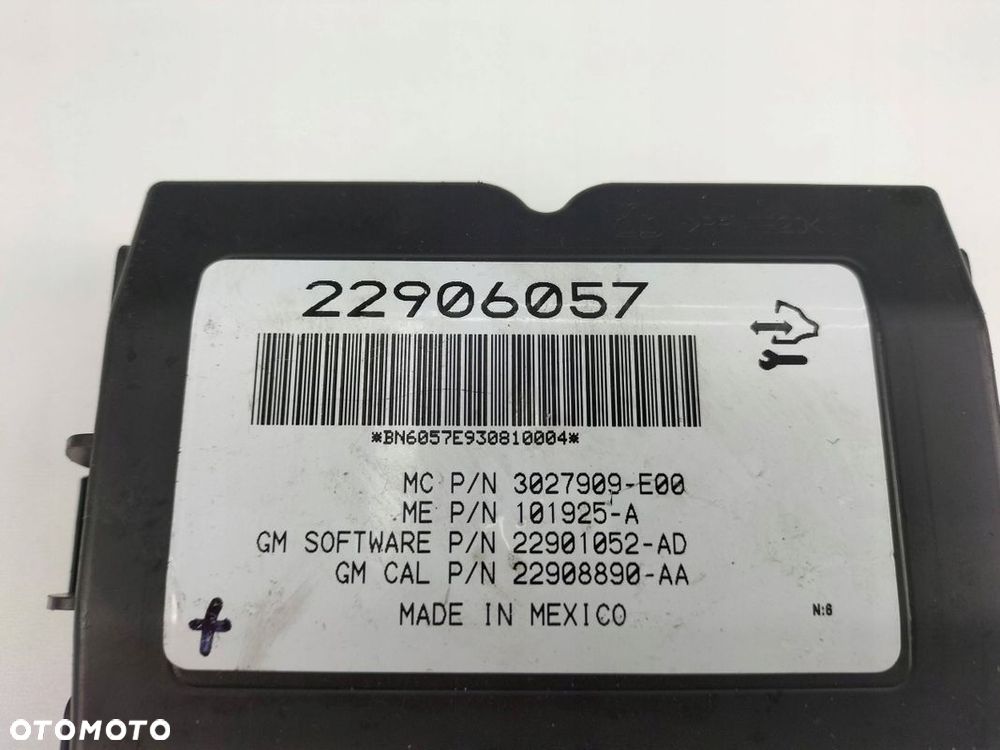 22906057
*BN6057E930810004*
MC P/N 3027909-E00
ME P/N 101925-A
GM SOFTWARE P/N 22901052-AD
GM CAL P/N 22908890-AA
MADE IN MEXICO
N:6
OTOMOTO